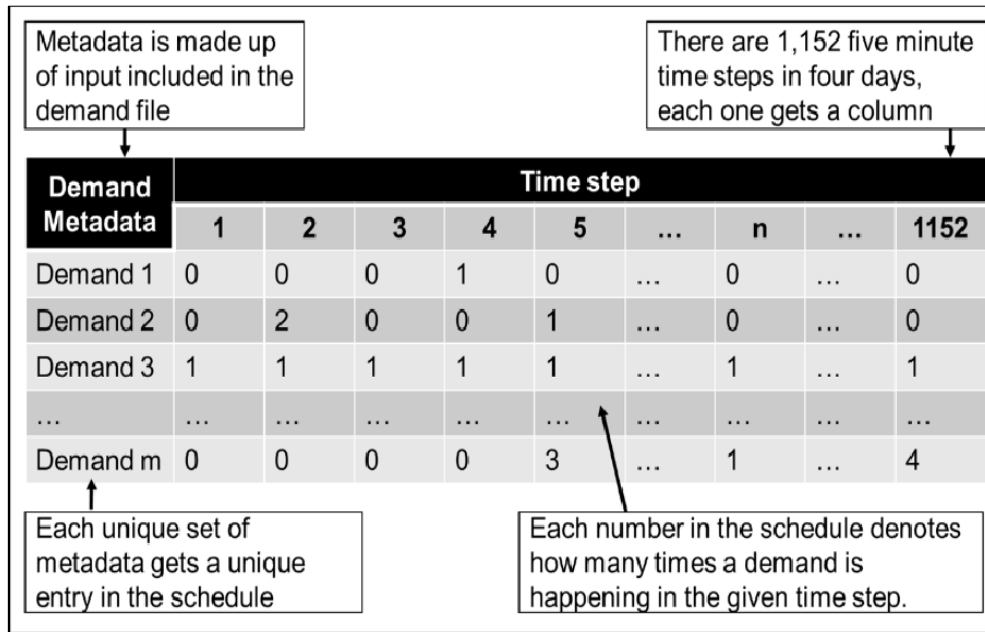 Metadata is made up
of input included in the
demand file
There are 1,152 five minute
time steps in four days,
each one gets a column
Demand
Metadata
Time step
1 2 3 4 5 ... n ... 1152
Demand 1 0 0 0 1 0 ... 0 ... 0
Demand 2 0 2 0 0 1 ... 0 ... 0
Demand 3 1 1 1 1 1 ... 1 ... 1
... ... ... ... ... ... ... ... ... ...
Demand m 0 0 0 0 3 ... 1 ... 4
Each unique set of
metadata gets a unique
entry in the schedule
Each number in the schedule denotes
how many times a demand is
happening in the given time step.